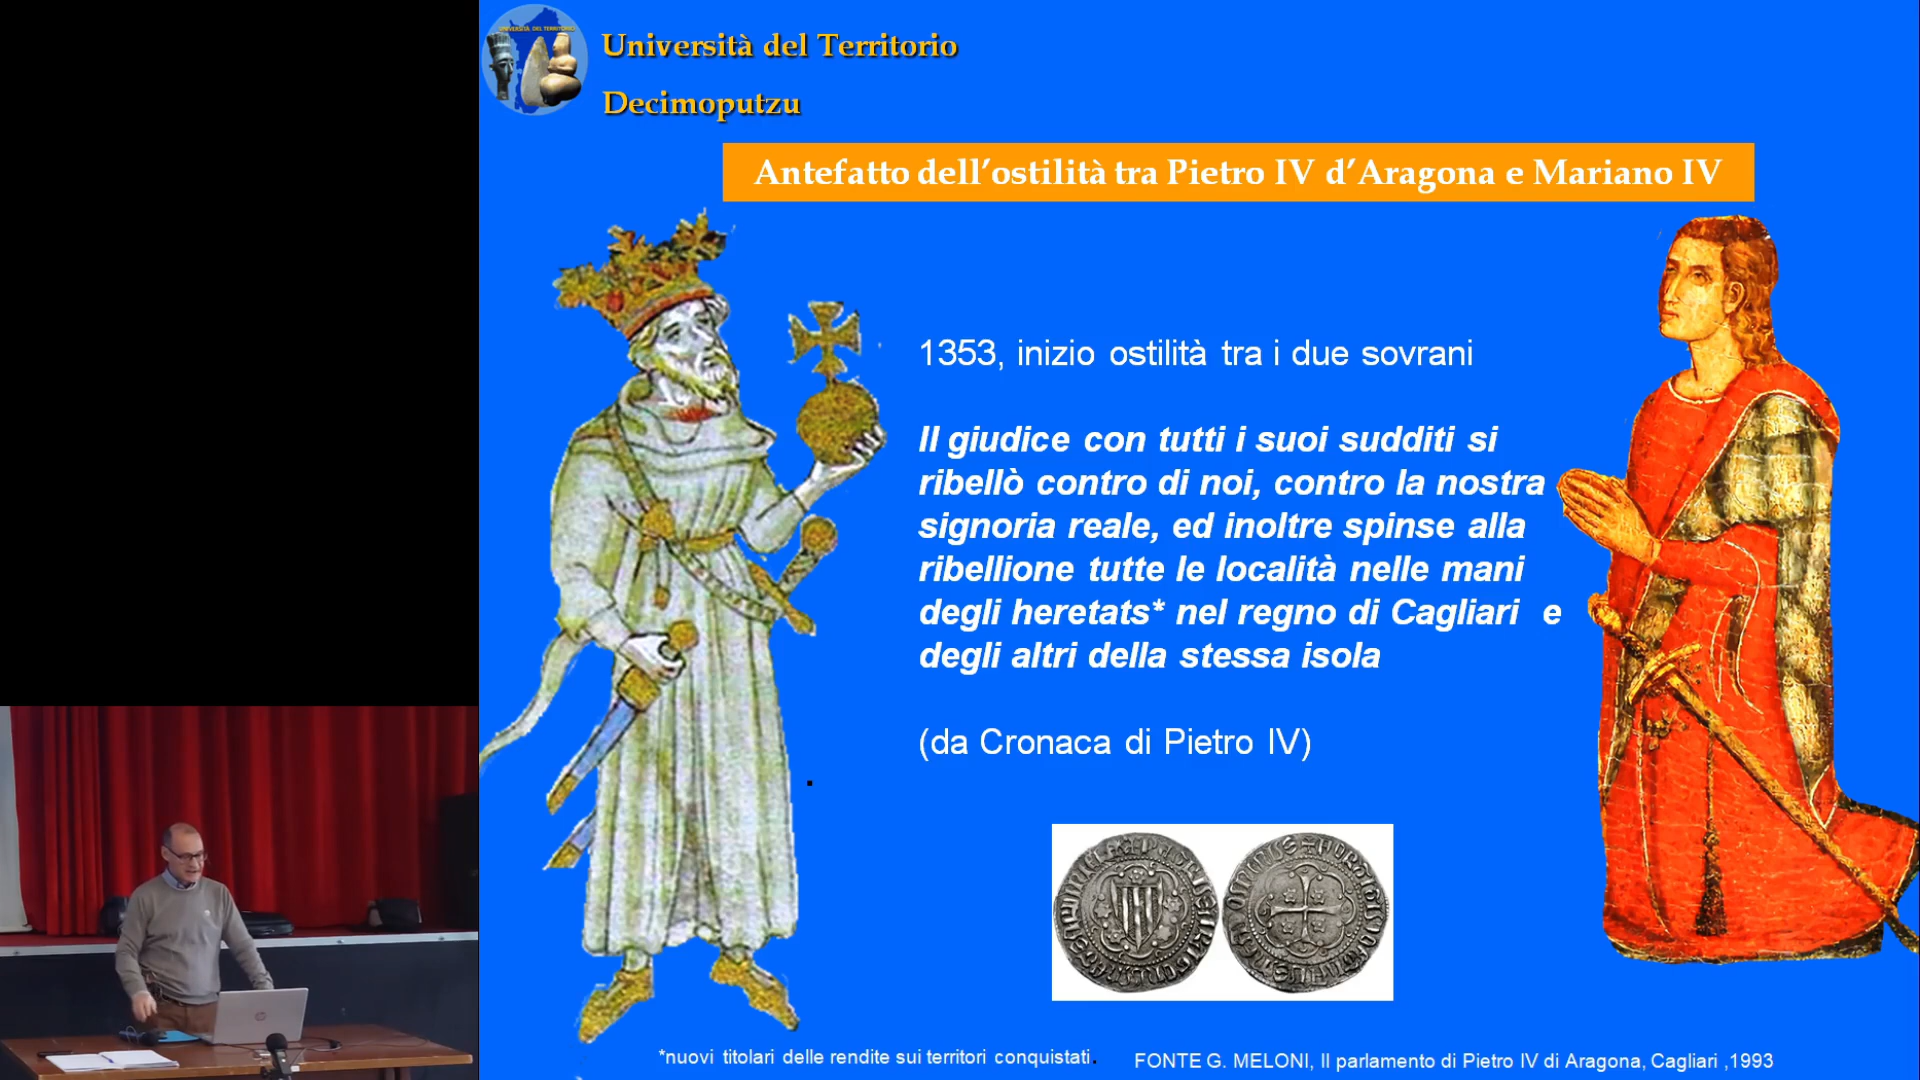 UNIVERSITÀ DEL TERRITORIO
Università del Territorio
Decimoputzu
Antefatto dell’ostilità tra Pietro IV d’Aragona e Mariano IV
1353, inizio ostilità tra i due sovrani
Il giudice con tutti i suoi sudditi si
ribellò contro di noi, contro la nostra
signoria reale, ed inoltre spinse alla
ribellione tutte le località nelle mani
degli heretats* nel regno di Cagliari e
degli altri della stessa isola
(da Cronaca di Pietro IV)
*nuovi titolari delle rendite sui territori conquistati.
FONTE G. MELONI, Il parlamento di Pietro IV di Aragona, Cagliari ,1993